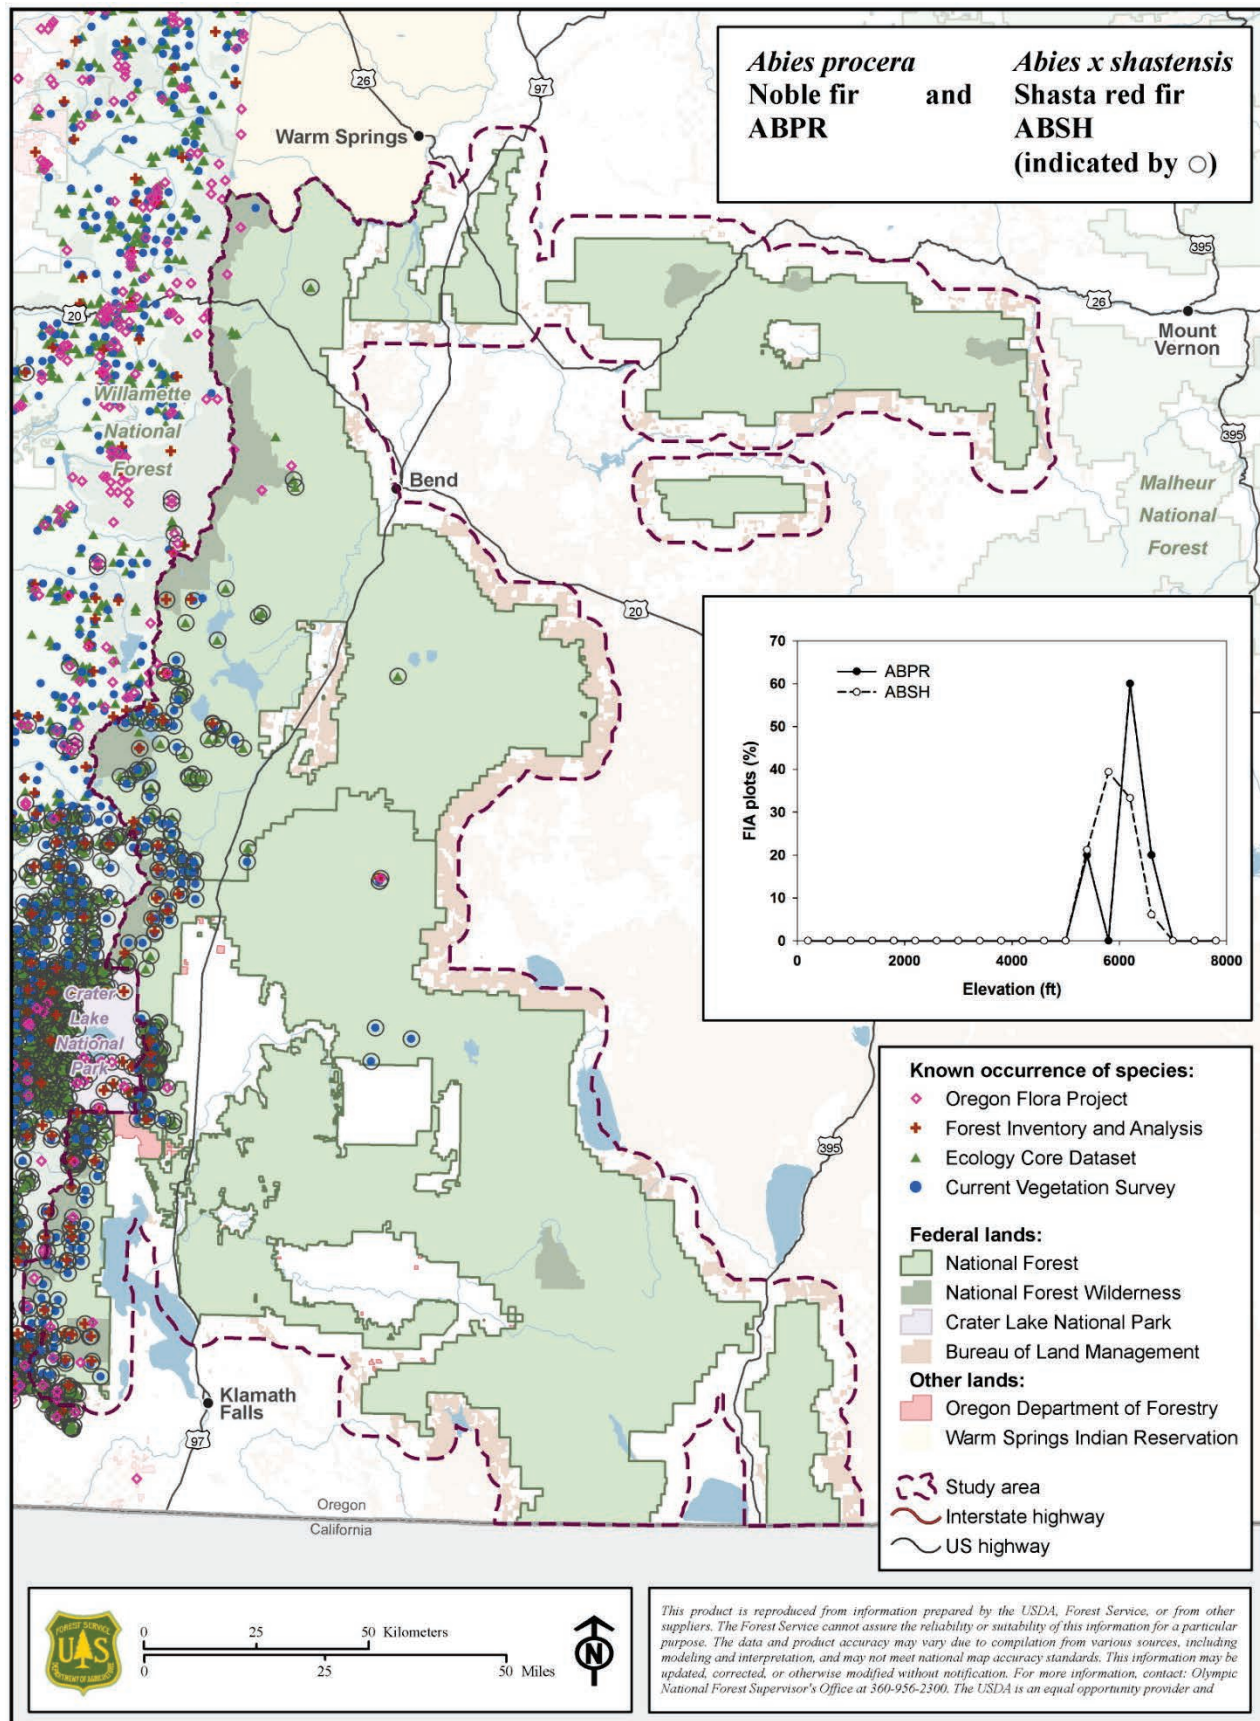 Abies procera
Noble fir and
ABPR
Abies x shastensis
Shasta red fir
ABSH
(indicated by ○)
26
97
Warm Springs
395
20
26
Mount
Vernon
Willamette
National
Forest
395
Bend
Malheur
National
Forest
20
70
60
50
40
30
20
10
0
FIA plots (%)
ABPR
ABSH
0 2000 4000 6000 8000
Elevation (ft)
Crater
Lake
National
Park
395
Klamath
Falls
97
Oregon
California
Known occurrence of species:
Oregon Flora Project
Forest Inventory and Analysis
Ecology Core Dataset
Current Vegetation Survey
Federal lands:
National Forest
National Forest Wilderness
Crater Lake National Park
Bureau of Land Management
Other lands:
Oregon Department of Forestry
Warm Springs Indian Reservation
Study area
Interstate highway
US highway
FOREST SERVICE
US
DEPARTMENT OF AGRICULTURE
0 25 50 Kilometers
0 25 50 Miles
N
This product is reproduced from information prepared by the USDA, Forest Service, or from other
suppliers. The Forest Service cannot assure the reliability or suitability of this information for a particular
purpose. The data and product accuracy may vary due to compilation from various sources, including
modeling and interpretation, and may not meet national map accuracy standards. This information may be
updated, corrected, or otherwise modified without notification. For more information, contact: Olympic
National Forest Supervisor's Office at 360-956-2300. The USDA is an equal opportunity provider and